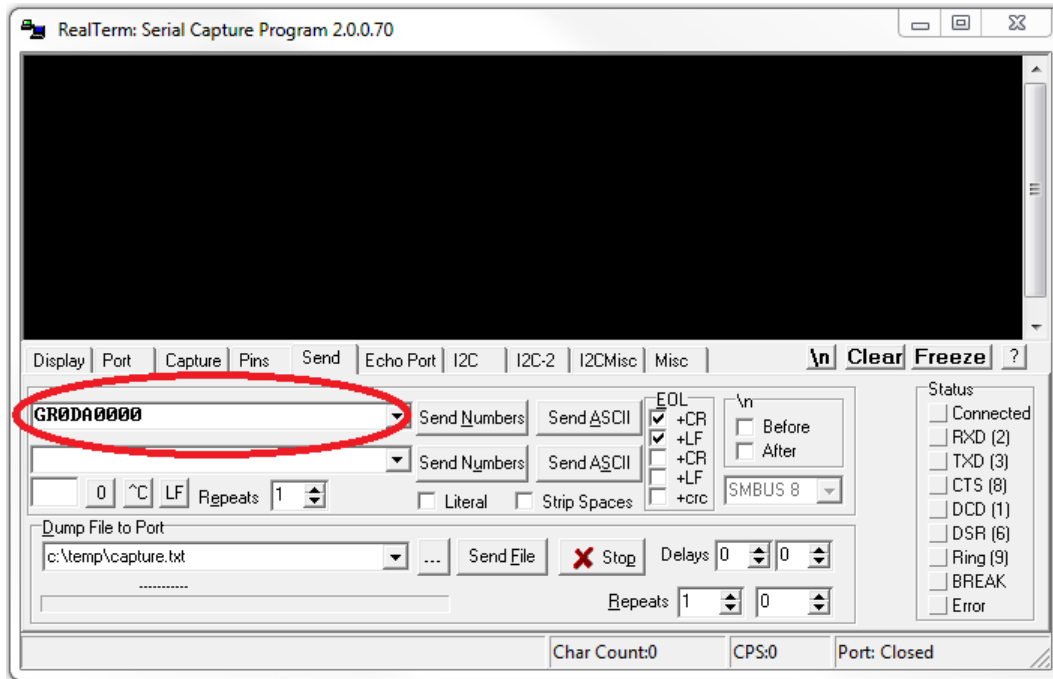 RealTerm: Serial Capture Program 2.0.0.70
Display Port Capture Pins Send Echo Port I2C I2C-2 I2CMisc Misc \n Clear Freeze ?
GR0DA0000
Send Numbers Send ASCII
EOL
+CR
+LF
\n
Before
After
Send Numbers Send ASCII
+CR
+LF
+crc
SMBUS 8
0 ^C LF Repeats 1
Literal Strip Spaces
Dump File to Port
c:\temp\capture.txt ... Send File Stop Delays 0 0
-----------
Repeats 1 0
Status
Connected
RXD (2)
TXD (3)
CTS (8)
DCD (1)
DSR (6)
Ring (9)
BREAK
Error
Char Count:0 CPS:0 Port: Closed